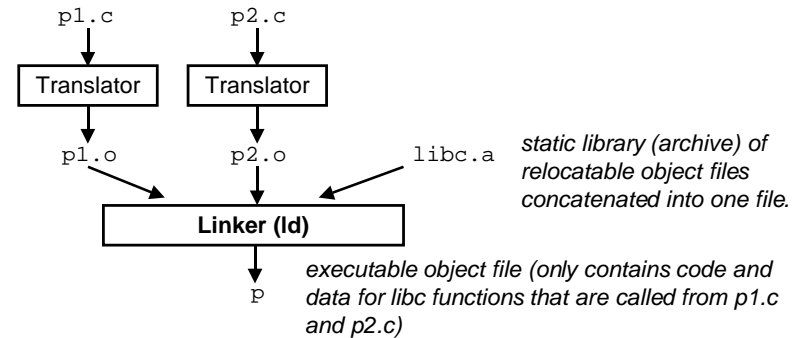 p1.c p2.c
Translator Translator
p1.o p2.o libc.a
static library (archive) of
relocatable object files
concatenated into one file.
Linker (ld)
executable object file (only contains code and
p
data for libc functions that are called from p1.c
and p2.c)